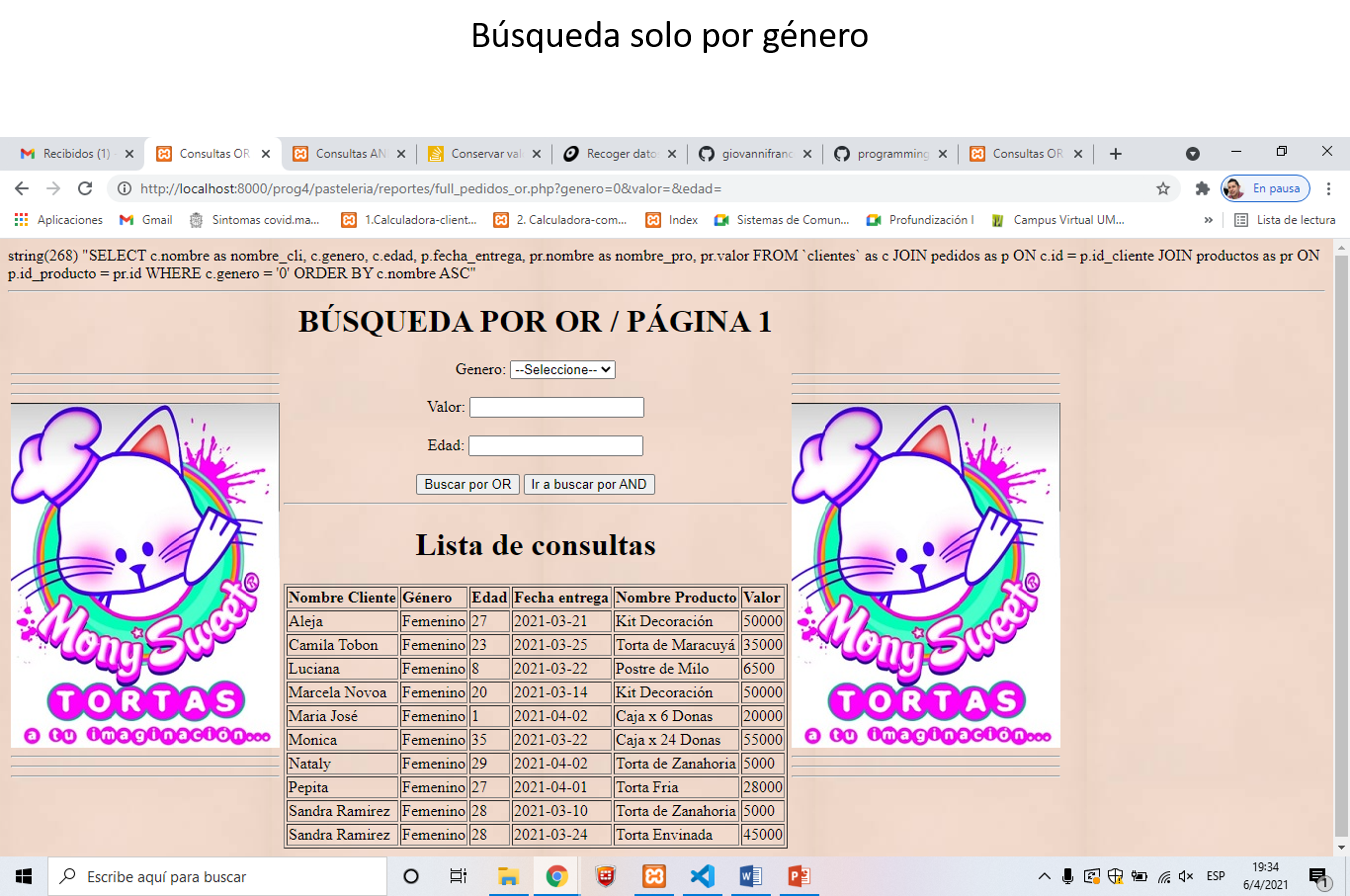 Búsqueda solo por género
Recibidos (1) -
Consultas OR
Consultas AN
Conservar val
Recoger dato
giovannifranc
programming
Consultas OR
http://localhost:8000/prog4/pasteleria/reportes/full_pedidos_or.php?genero=0&valor=&edad=
En pausa
Aplicaciones
Gmail
Sintomas covid.ma...
1.Calculadora-client...
2. Calculadora-com...
Index
Sistemas de Comun...
Profundización I
Campus Virtual UM...
»
Lista de lectura
string(268) "SELECT c.nombre as nombre_cli, c.genero, c.edad, p.fecha_entrega, pr.nombre as nombre_pro, pr.valor FROM `clientes` as c JOIN pedidos as p ON c.id = p.id_cliente JOIN productos as pr ON
p.id_producto = pr.id WHERE c.genero = '0' ORDER BY c.nombre ASC"
BÚSQUEDA POR OR / PÁGINA 1
Genero: --Seleccione--
Valor:
Edad:
Buscar por OR Ir a buscar por AND
Lista de consultas
Nombre Cliente Género Edad Fecha entrega Nombre Producto Valor
Aleja Femenino 27 2021-03-21 Kit Decoración 50000
Camila Tobon Femenino 23 2021-03-25 Torta de Maracuyá 35000
Luciana Femenino 8 2021-03-22 Postre de Milo 6500
Marcela Novoa Femenino 20 2021-03-14 Kit Decoración 50000
Maria José Femenino 1 2021-04-02 Caja x 6 Donas 20000
Monica Femenino 35 2021-03-22 Caja x 24 Donas 55000
Nataly Femenino 29 2021-04-02 Torta de Zanahoria 5000
Pepita Femenino 27 2021-04-01 Torta Fria 28000
Sandra Ramirez Femenino 28 2021-03-10 Torta de Zanahoria 5000
Sandra Ramirez Femenino 28 2021-03-24 Torta Envinada 45000
Mony Sweet®
TORTAS
a tu imaginación...
Mony Sweet®
TORTAS
a tu imaginación...
Escribe aquí para buscar
ESP
19:34
6/4/2021
1